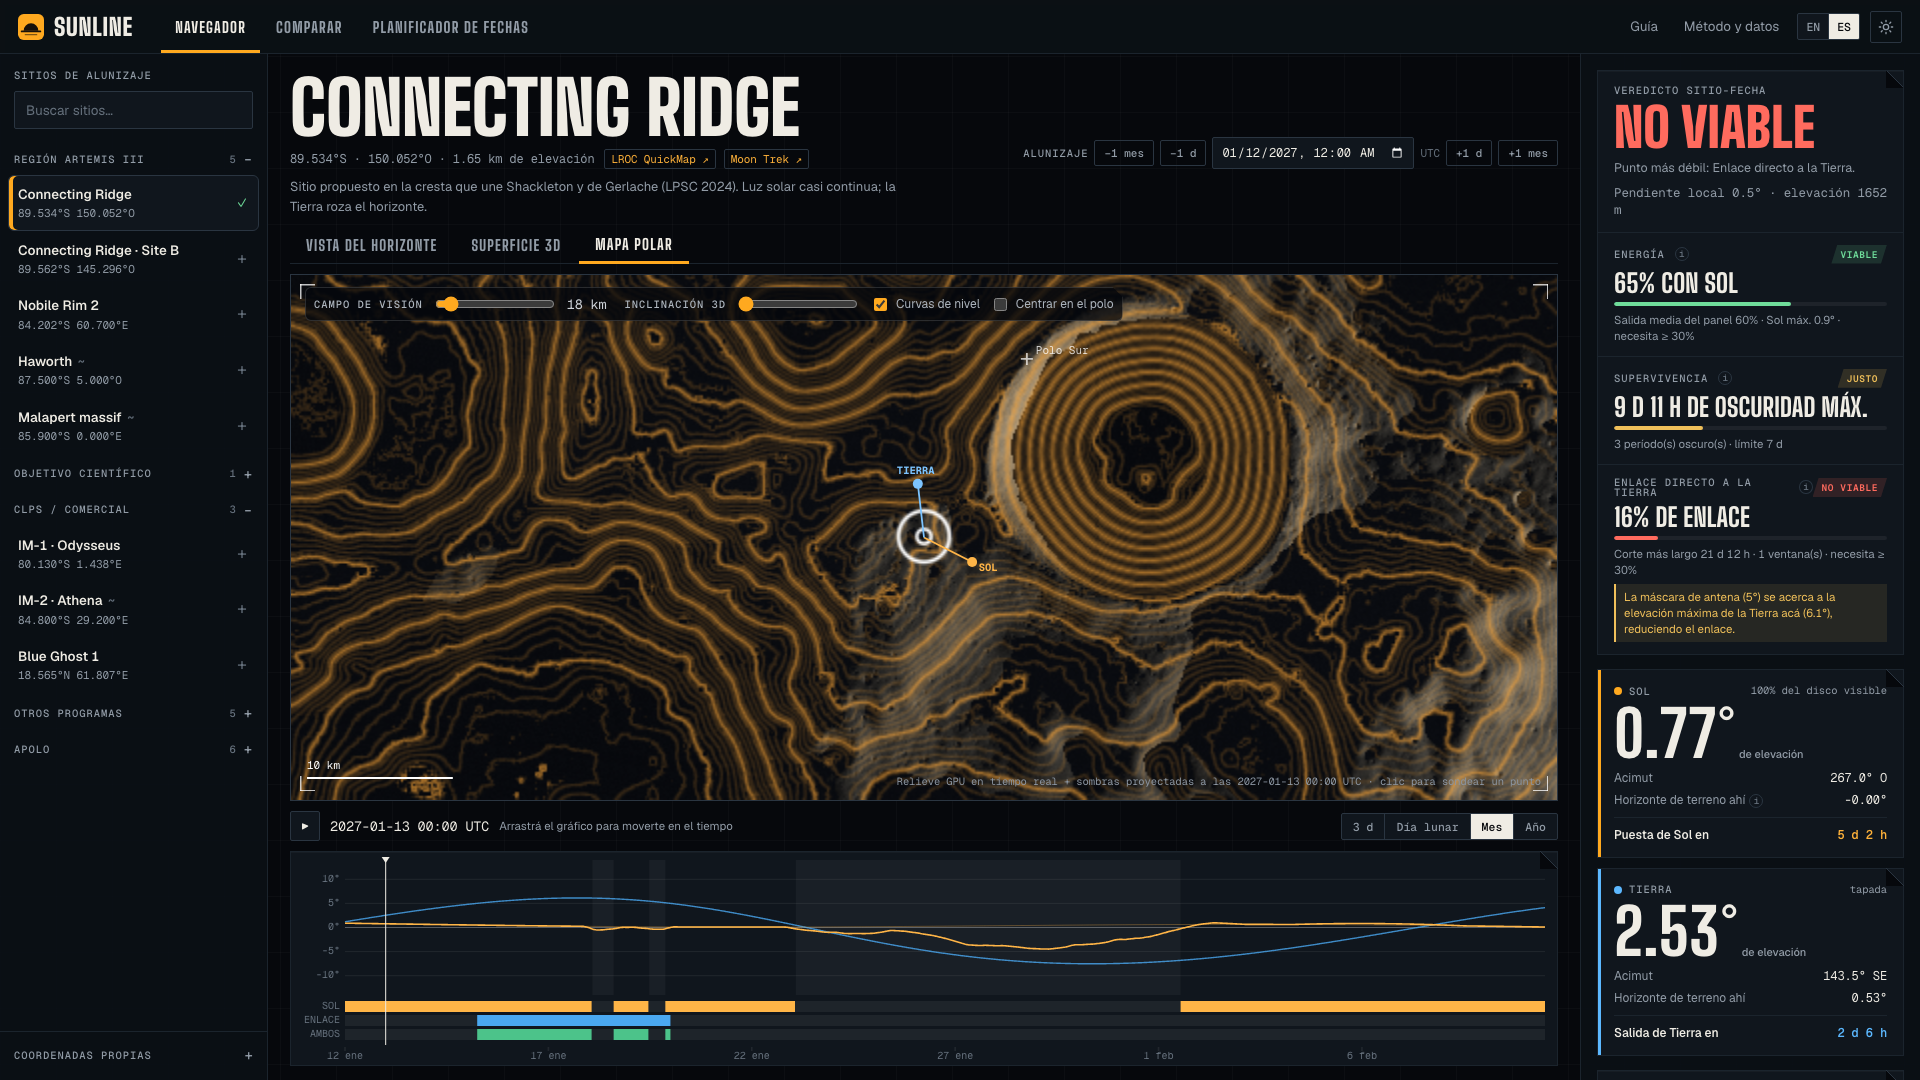 SUNLINE
NAVEGADOR
COMPARAR
PLANIFICADOR DE FECHAS
Guía
Método y datos
EN
ES
SITIOS DE ALUNIZAJE
Buscar sitios…
REGIÓN ARTEMIS III 5 −
Connecting Ridge
89.534°S 150.052°O ✓
Connecting Ridge · Site B
89.562°S 145.296°O +
Nobile Rim 2
84.202°S 60.700°E +
Haworth ~
87.500°S 5.000°O +
Malapert massif ~
85.900°S 0.000°E +
OBJETIVO CIENTÍFICO 1 +
CLPS / COMERCIAL 3 −
IM-1 · Odysseus
80.130°S 1.438°E +
IM-2 · Athena ~
84.800°S 29.200°E +
Blue Ghost 1
18.565°N 61.807°E +
OTROS PROGRAMAS 5 +
APOLO 6 +
COORDENADAS PROPIAS +
CONNECTING RIDGE
89.534°S · 150.052°O · 1.65 km de elevación LROC QuickMap ↗ Moon Trek ↗
Sitio propuesto en la cresta que une Shackleton y de Gerlache (LPSC 2024). Luz solar casi continua; la
Tierra roza el horizonte.
ALUNIZAJE −1 mes −1 d 01/12/2027, 12:00 AM UTC +1 d +1 mes
VISTA DEL HORIZONTE
SUPERFICIE 3D
MAPA POLAR
CAMPO DE VISIÓN 18 km INCLINACIÓN 3D Curvas de nivel Centrar en el polo
Polo Sur
TIERRA
SOL
10 km
Relieve GPU en tiempo real + sombras proyectadas a las 2027-01-13 00:00 UTC · clic para sondear un punto
2027-01-13 00:00 UTC Arrastrá el gráfico para moverte en el tiempo
3 d Día lunar Mes Año
10°
5°
0°
-5°
-10°
SOL
ENLACE
AMBOS
12 ene 17 ene 22 ene 27 ene 1 feb 6 feb
VEREDICTO SITIO-FECHA
NO VIABLE
Punto más débil: Enlace directo a la Tierra.
Pendiente local 0.5° · elevación 1652
m
ENERGÍA i VIABLE
65% CON SOL
Salida media del panel 60% · Sol máx. 0.9° ·
necesita ≥ 30%
SUPERVIVENCIA i JUSTO
9 D 11 H DE OSCURIDAD MÁX.
3 período(s) oscuro(s) · límite 7 d
ENLACE DIRECTO A LA
TIERRA i NO VIABLE
16% DE ENLACE
Corte más largo 21 d 12 h · 1 ventana(s) · necesita ≥
30%
La máscara de antena (5°) se acerca a la
elevación máxima de la Tierra acá (6.1°),
reduciendo el enlace.
SOL 100% del disco visible
0.77° de elevación
Acimut 267.0° O
Horizonte de terreno ahí i -0.00°
Puesta de Sol en 5 d 2 h
TIERRA tapada
2.53° de elevación
Acimut 143.5° SE
Horizonte de terreno ahí 0.53°
Salida de Tierra en 2 d 6 h